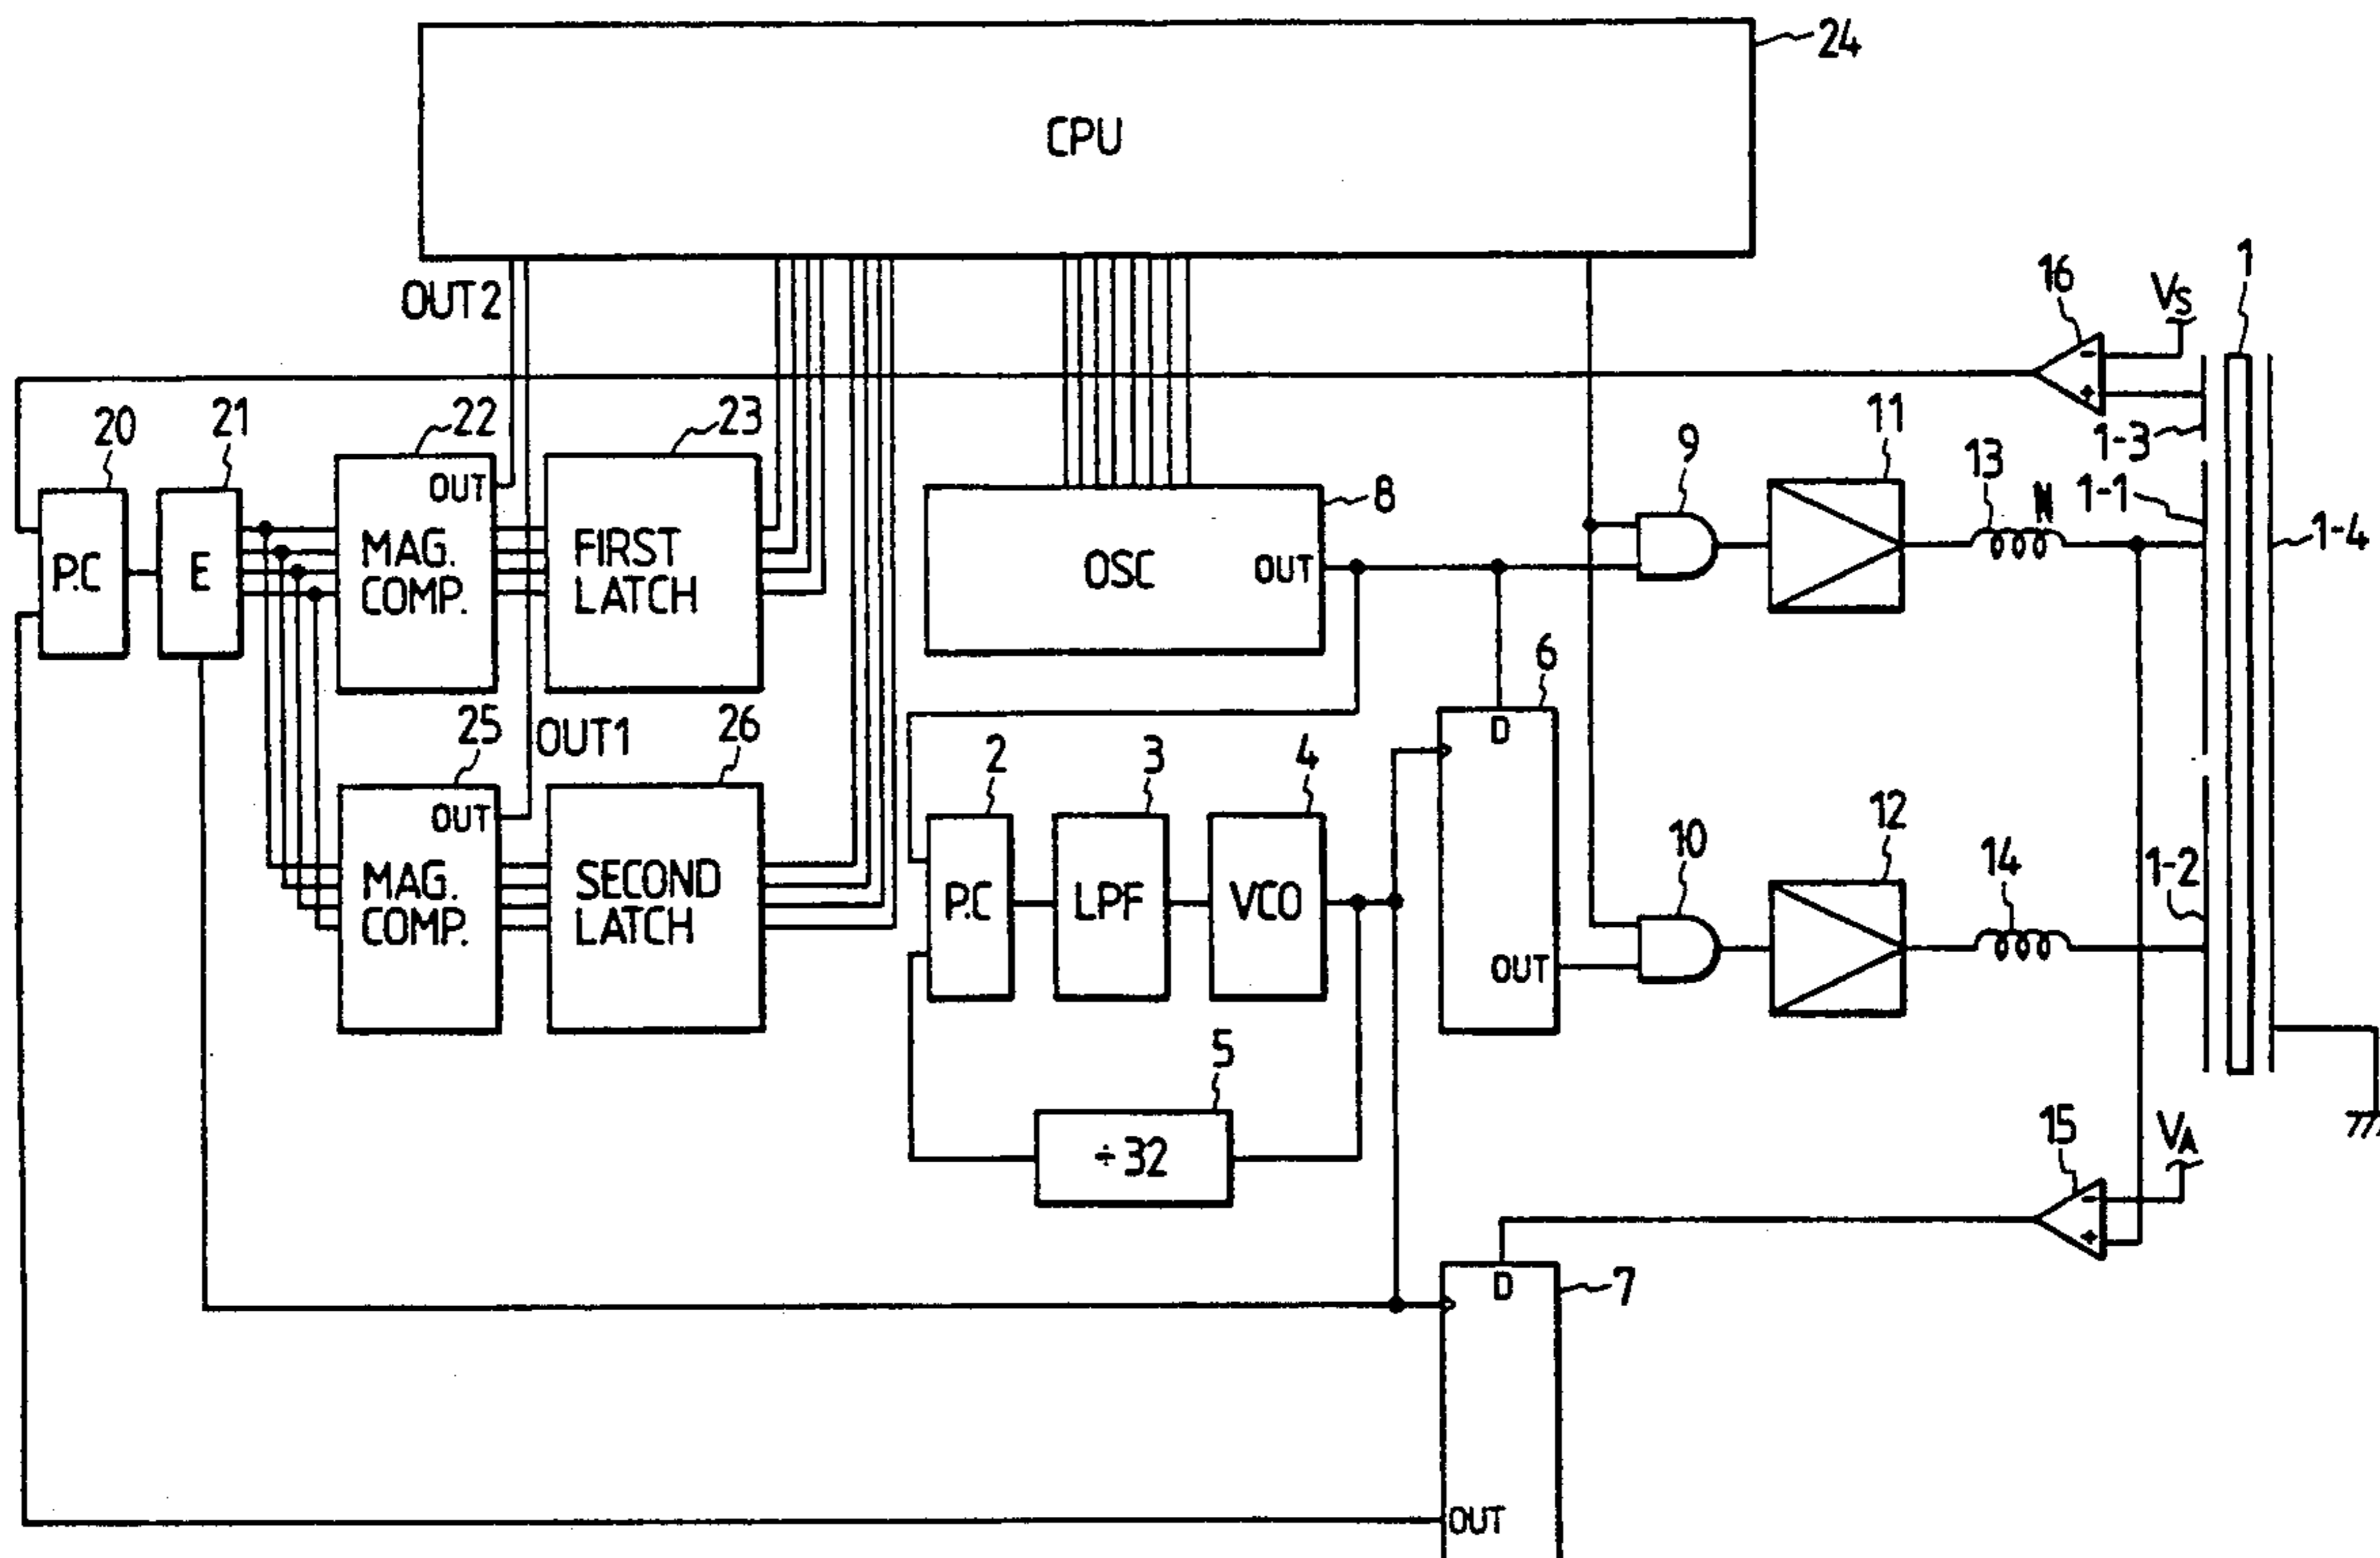 24
CPU
OUT2
16
VS
1
20
21
22
23
11
1-3
9
13
1-1
OUT
8
1-4
P.C
E
MAG.
COMP.
FIRST
LATCH
OSC
OUT
6
25
OUT1
26
D
2
3
4
OUT
10
12
14
1-2
MAG.
COMP.
SECOND
LATCH
P.C
LPF
VCO
OUT
5
÷32
15
VA
D
7
OUT
-
+
-
+